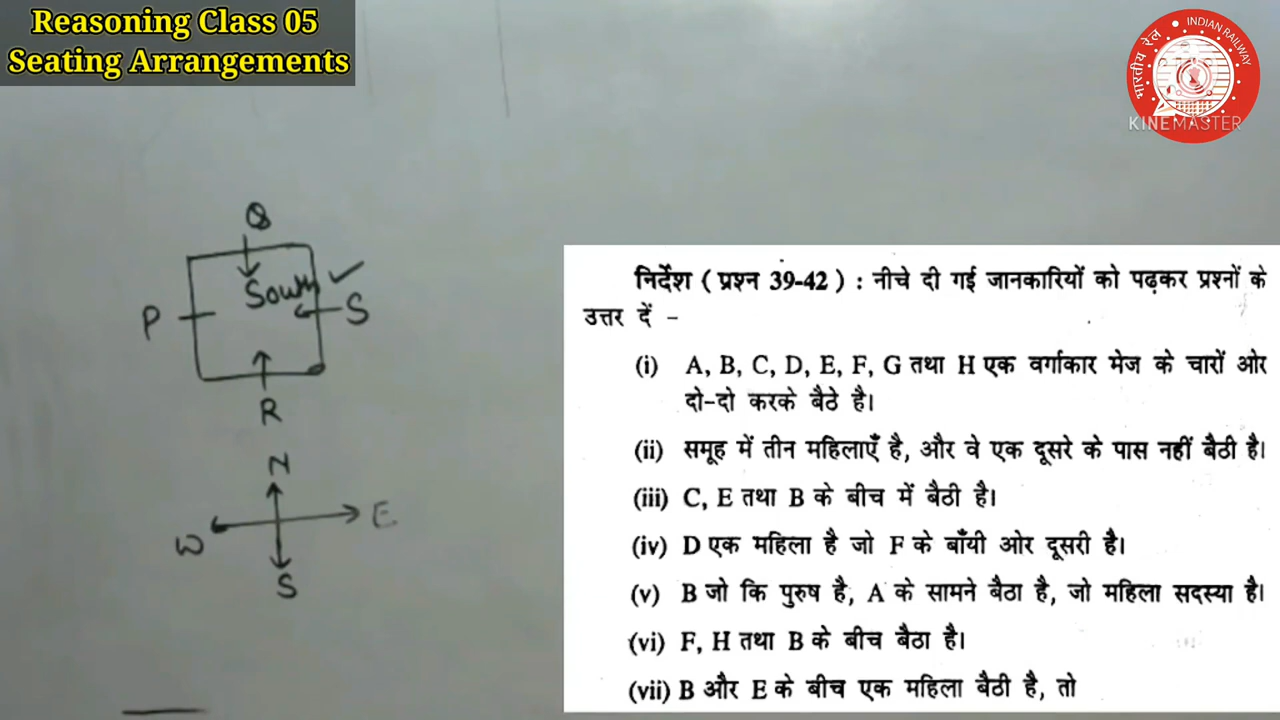 Reasoning Class 05
Seating Arrangements
भारतीय रेल
INDIAN RAILWAY
KINEMASTER
Q
South
P
S
R
N
W
E
S
निर्देश ( प्रश्न 39-42 ) : नीचे दी गई जानकारियों को पढ़कर प्रश्नों के
उत्तर दें -
(i) A, B, C, D, E, F, G तथा H एक वर्गाकार मेज के चारों ओर
दो-दो करके बैठे है।
(ii) समूह में तीन महिलाएँ है, और वे एक दूसरे के पास नहीं बैठी है।
(iii) C, E तथा B के बीच में बैठी है।
(iv) D एक महिला है जो F के बाँयी ओर दूसरी है।
(v) B जो कि पुरुष है, A के सामने बैठा है, जो महिला सदस्या है।
(vi) F, H तथा B के बीच बैठा है।
(vii) B और E के बीच एक महिला बैठी है, तो